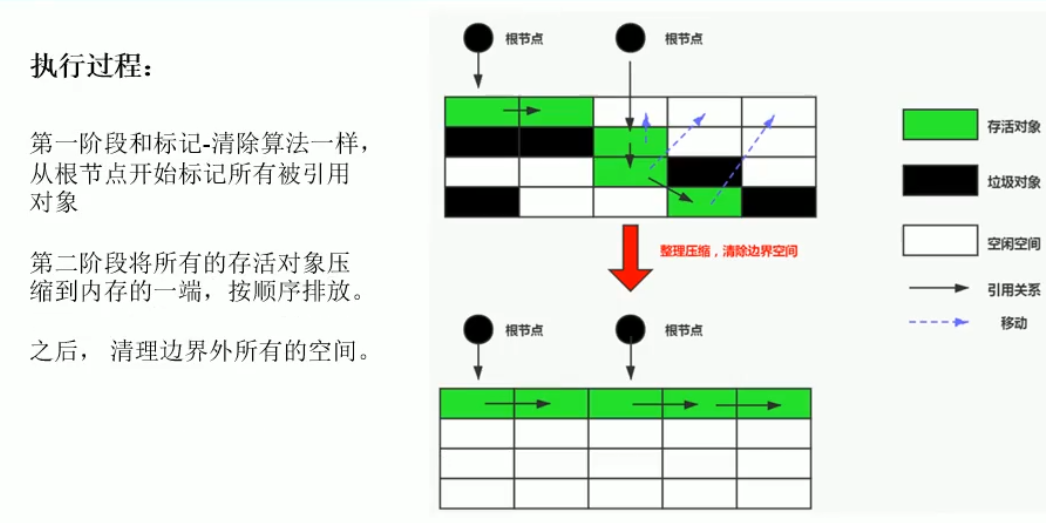 执行过程：
第一阶段和标记-清除算法一样，
从根节点开始标记所有被引用
对象
第二阶段将所有的存活对象压
缩到内存的一端，按顺序排放。
之后， 清理边界外所有的空间。
根节点
根节点
存活对象
垃圾对象
空闲空间
引用关系
移动
整理压缩，清除边界空间
根节点
根节点